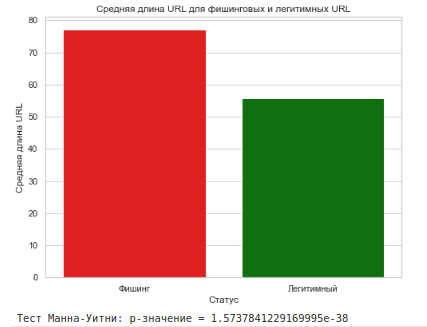 Средняя длина URL для фишинговых и легитимных URL
80
70
60
50
40
30
20
10
0
Средняя длина URL
Фишинг
Легитимный
Статус
Тест Манна-Уитни: p-значение = 1.5737841229169995e-38